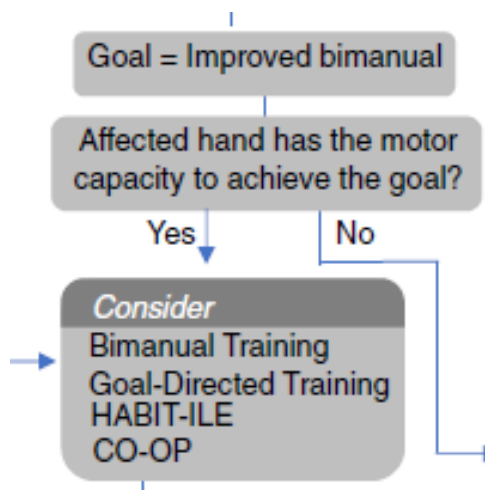 Goal = Improved bimanual
Affected hand has the motor
capacity to achieve the goal?
Yes
No
Consider
Bimanual Training
Goal-Directed Training
HABIT-ILE
CO-OP